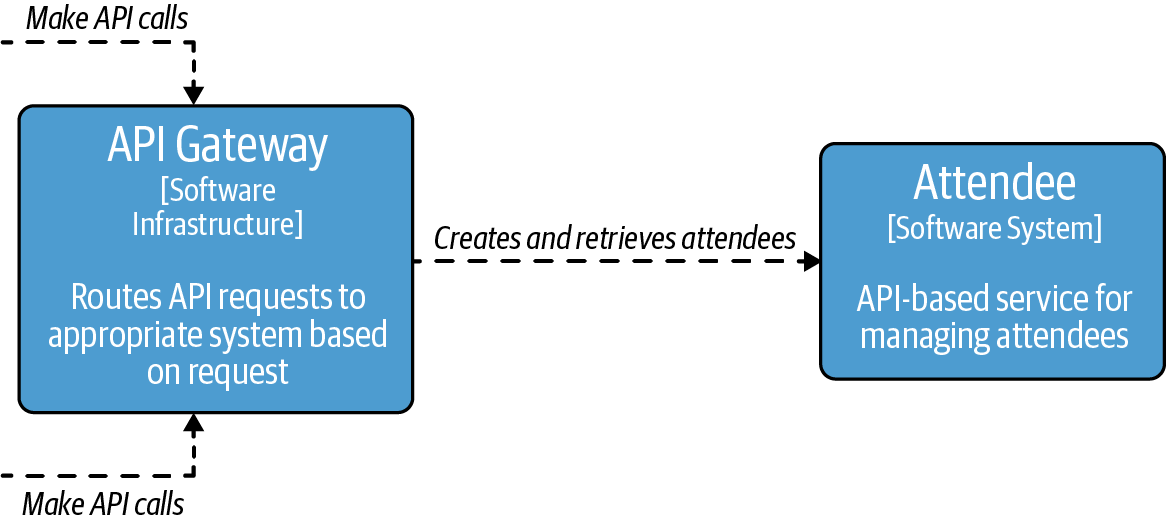 Make API calls
API Gateway
[Software
Infrastructure]
Routes API requests to
appropriate system based
on request
Creates and retrieves attendees
Attendee
[Software System]
API-based service for
managing attendees
Make API calls